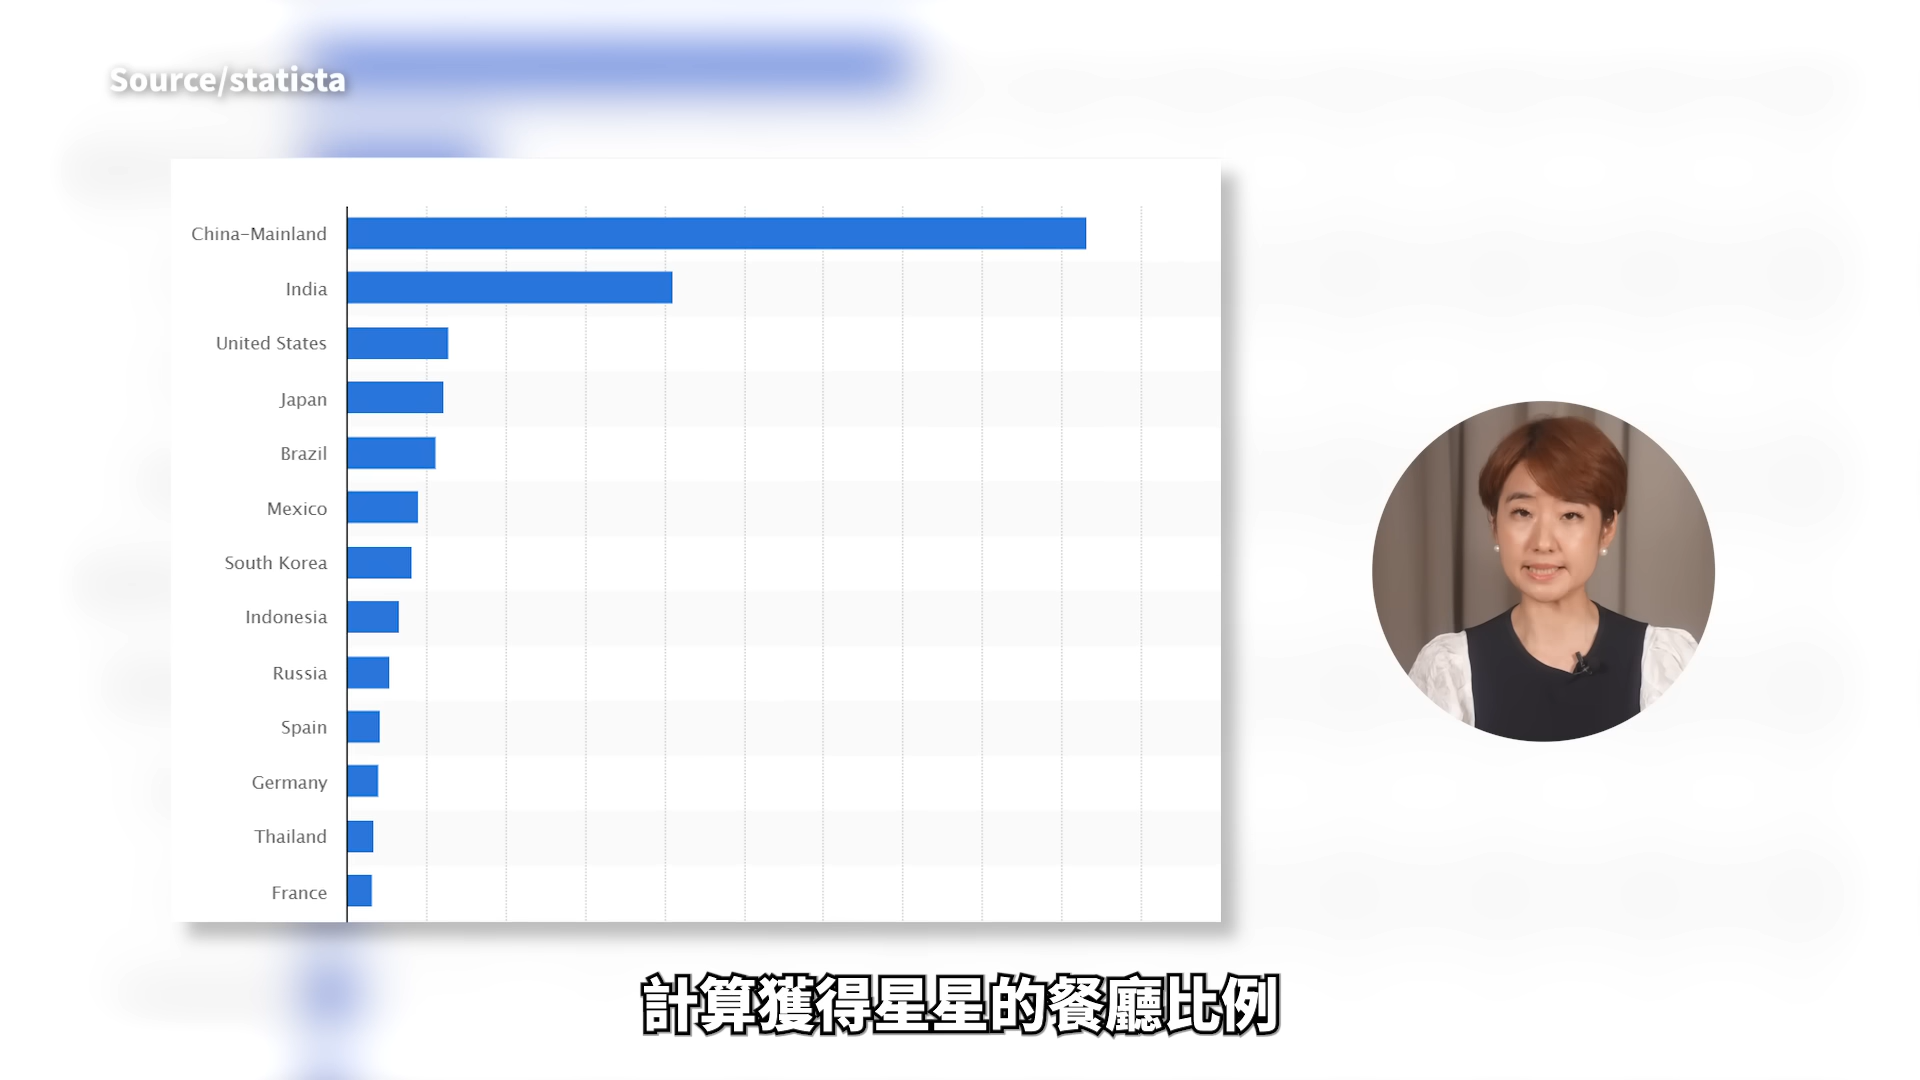 Source/statista
China-Mainland
India
United States
Japan
Brazil
Mexico
South Korea
Indonesia
Russia
Spain
Germany
Thailand
France
計算獲得星星的餐廳比例